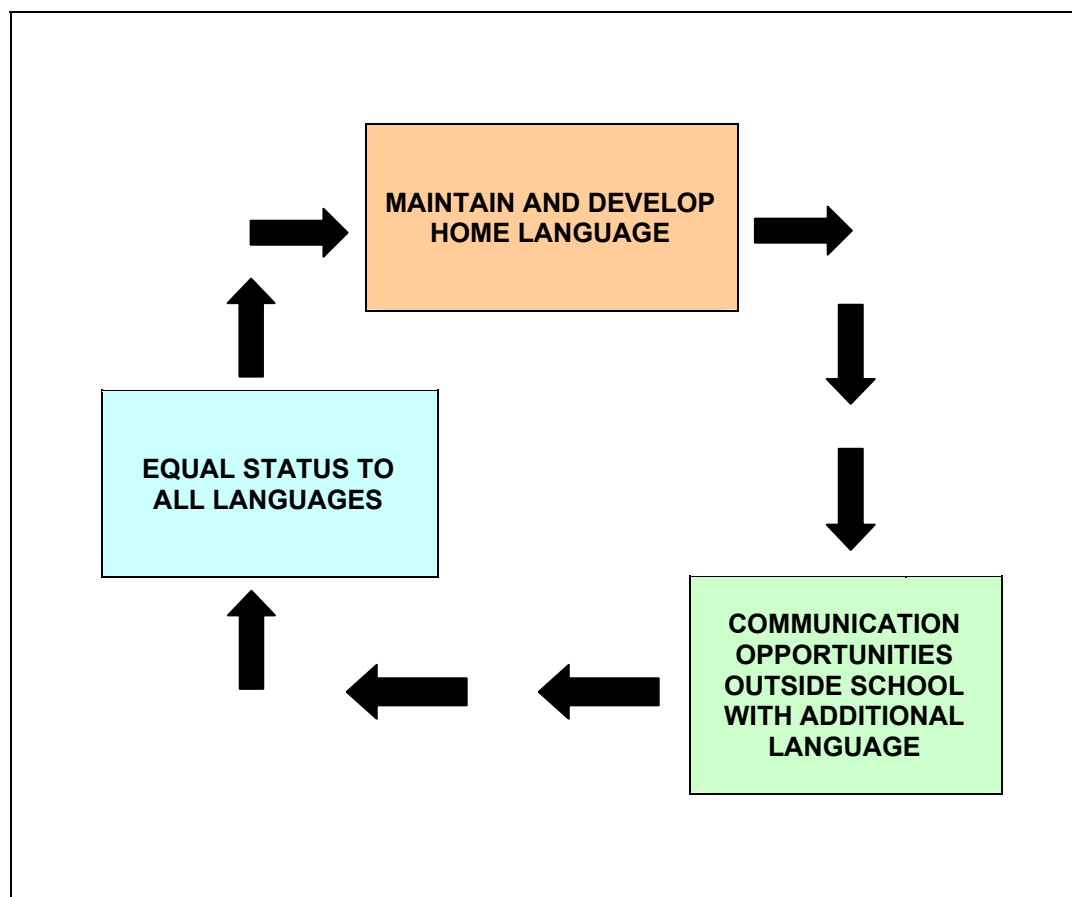 MAINTAIN AND DEVELOP
HOME LANGUAGE
EQUAL STATUS TO
ALL LANGUAGES
COMMUNICATION
OPPORTUNITIES
OUTSIDE SCHOOL
WITH ADDITIONAL
LANGUAGE